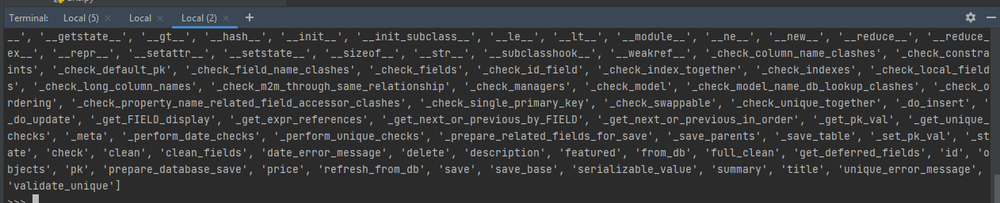 Terminal: Local (5) × Local × Local (2) × +
__', '__getstate__', '__gt__', '__hash__', '__init__', '__init_subclass__', '__le__', '__lt__', '__module__', '__ne__', '__new__', '__reduce__', '__reduce_
ex__', '__repr__', '__setattr__', '__setstate__', '__sizeof__', '__str__', '__subclasshook__', '__weakref__', '_check_column_name_clashes', '_check_constra
ints', '_check_default_pk', '_check_field_name_clashes', '_check_fields', '_check_id_field', '_check_index_together', '_check_indexes', '_check_local_field
s', '_check_long_column_names', '_check_m2m_through_same_relationship', '_check_managers', '_check_model', '_check_model_name_db_lookup_clashes', '_check_o
rdering', '_check_property_name_related_field_accessor_clashes', '_check_single_primary_key', '_check_swappable', '_check_unique_together', '_do_insert', '
_do_update', '_get_FIELD_display', '_get_expr_references', '_get_next_or_previous_by_FIELD', '_get_next_or_previous_in_order', '_get_pk_val', '_get_unique_
checks', '_meta', '_perform_date_checks', '_perform_unique_checks', '_prepare_related_fields_for_save', '_save_parents', '_save_table', '_set_pk_val', '_st
ate', 'check', 'clean', 'clean_fields', 'date_error_message', 'delete', 'description', 'featured', 'from_db', 'full_clean', 'get_deferred_fields', 'id', 'o
bjects', 'pk', 'prepare_database_save', 'price', 'refresh_from_db', 'save', 'save_base', 'serializable_value', 'summary', 'title', 'unique_error_message',
'validate_unique']
>>>